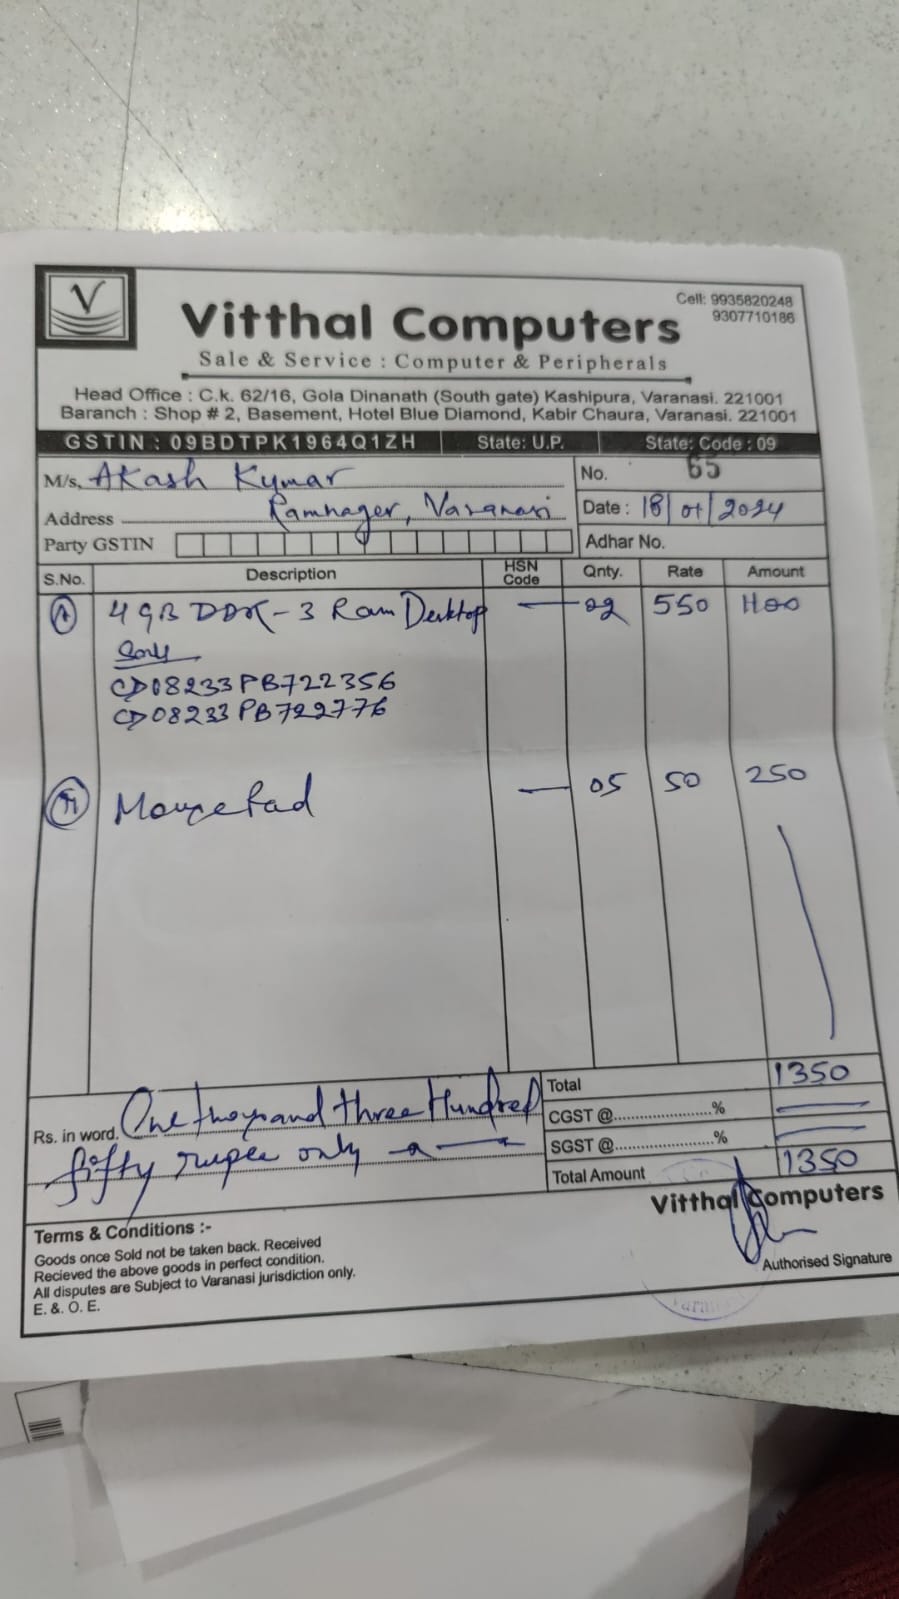 V
Cell: 9935820248
9307710186
Vitthal Computers
Sale & Service : Computer & Peripherals
Head Office : C.k. 62/16, Gola Dinanath (South gate) Kashipura, Varanasi. 221001
Baranch : Shop # 2, Basement, Hotel Blue Diamond, Kabir Chaura, Varanasi. 221001
GSTIN : 09BDTPK1964Q1ZH State: U.P. State: Code : 09
M/s. Akash Kumar No. 65
Address Ramnager, Varanasi Date : 18/01/2024
Party GSTIN Adhar No.
S.No. Description HSN Code Qnty. Rate Amount
4 GB DDR-3 Ram Desktop — 02 550 1100
CD08233PB722356
CD08233PB722776
Mouse Pad — 05 50 250
Total 1350
Rs. in word. One thousand three Hundred
fifty rupee only
CGST @......................%
SGST @......................%
Total Amount 1350
Vitthal Computers
Authorised Signature
Terms & Conditions :-
Goods once Sold not be taken back. Received
Recieved the above goods in perfect condition.
All disputes are Subject to Varanasi jurisdiction only.
E. &. O. E.